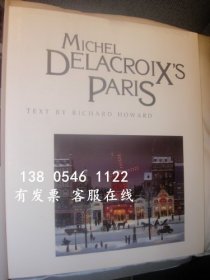 MICHEL
DELACROIX'S
PARIS
TEXT BY RICHARD HOWARD
138 0546 1122
有发票 客服在线